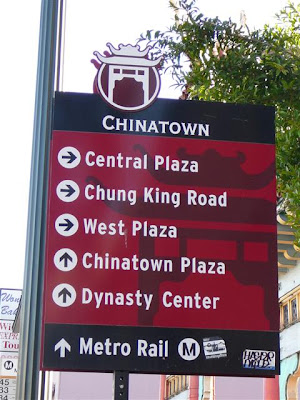 CHINATOWN
Central Plaza
Chung King Road
West Plaza
Chinatown Plaza
Dynasty Center
Metro Rail M